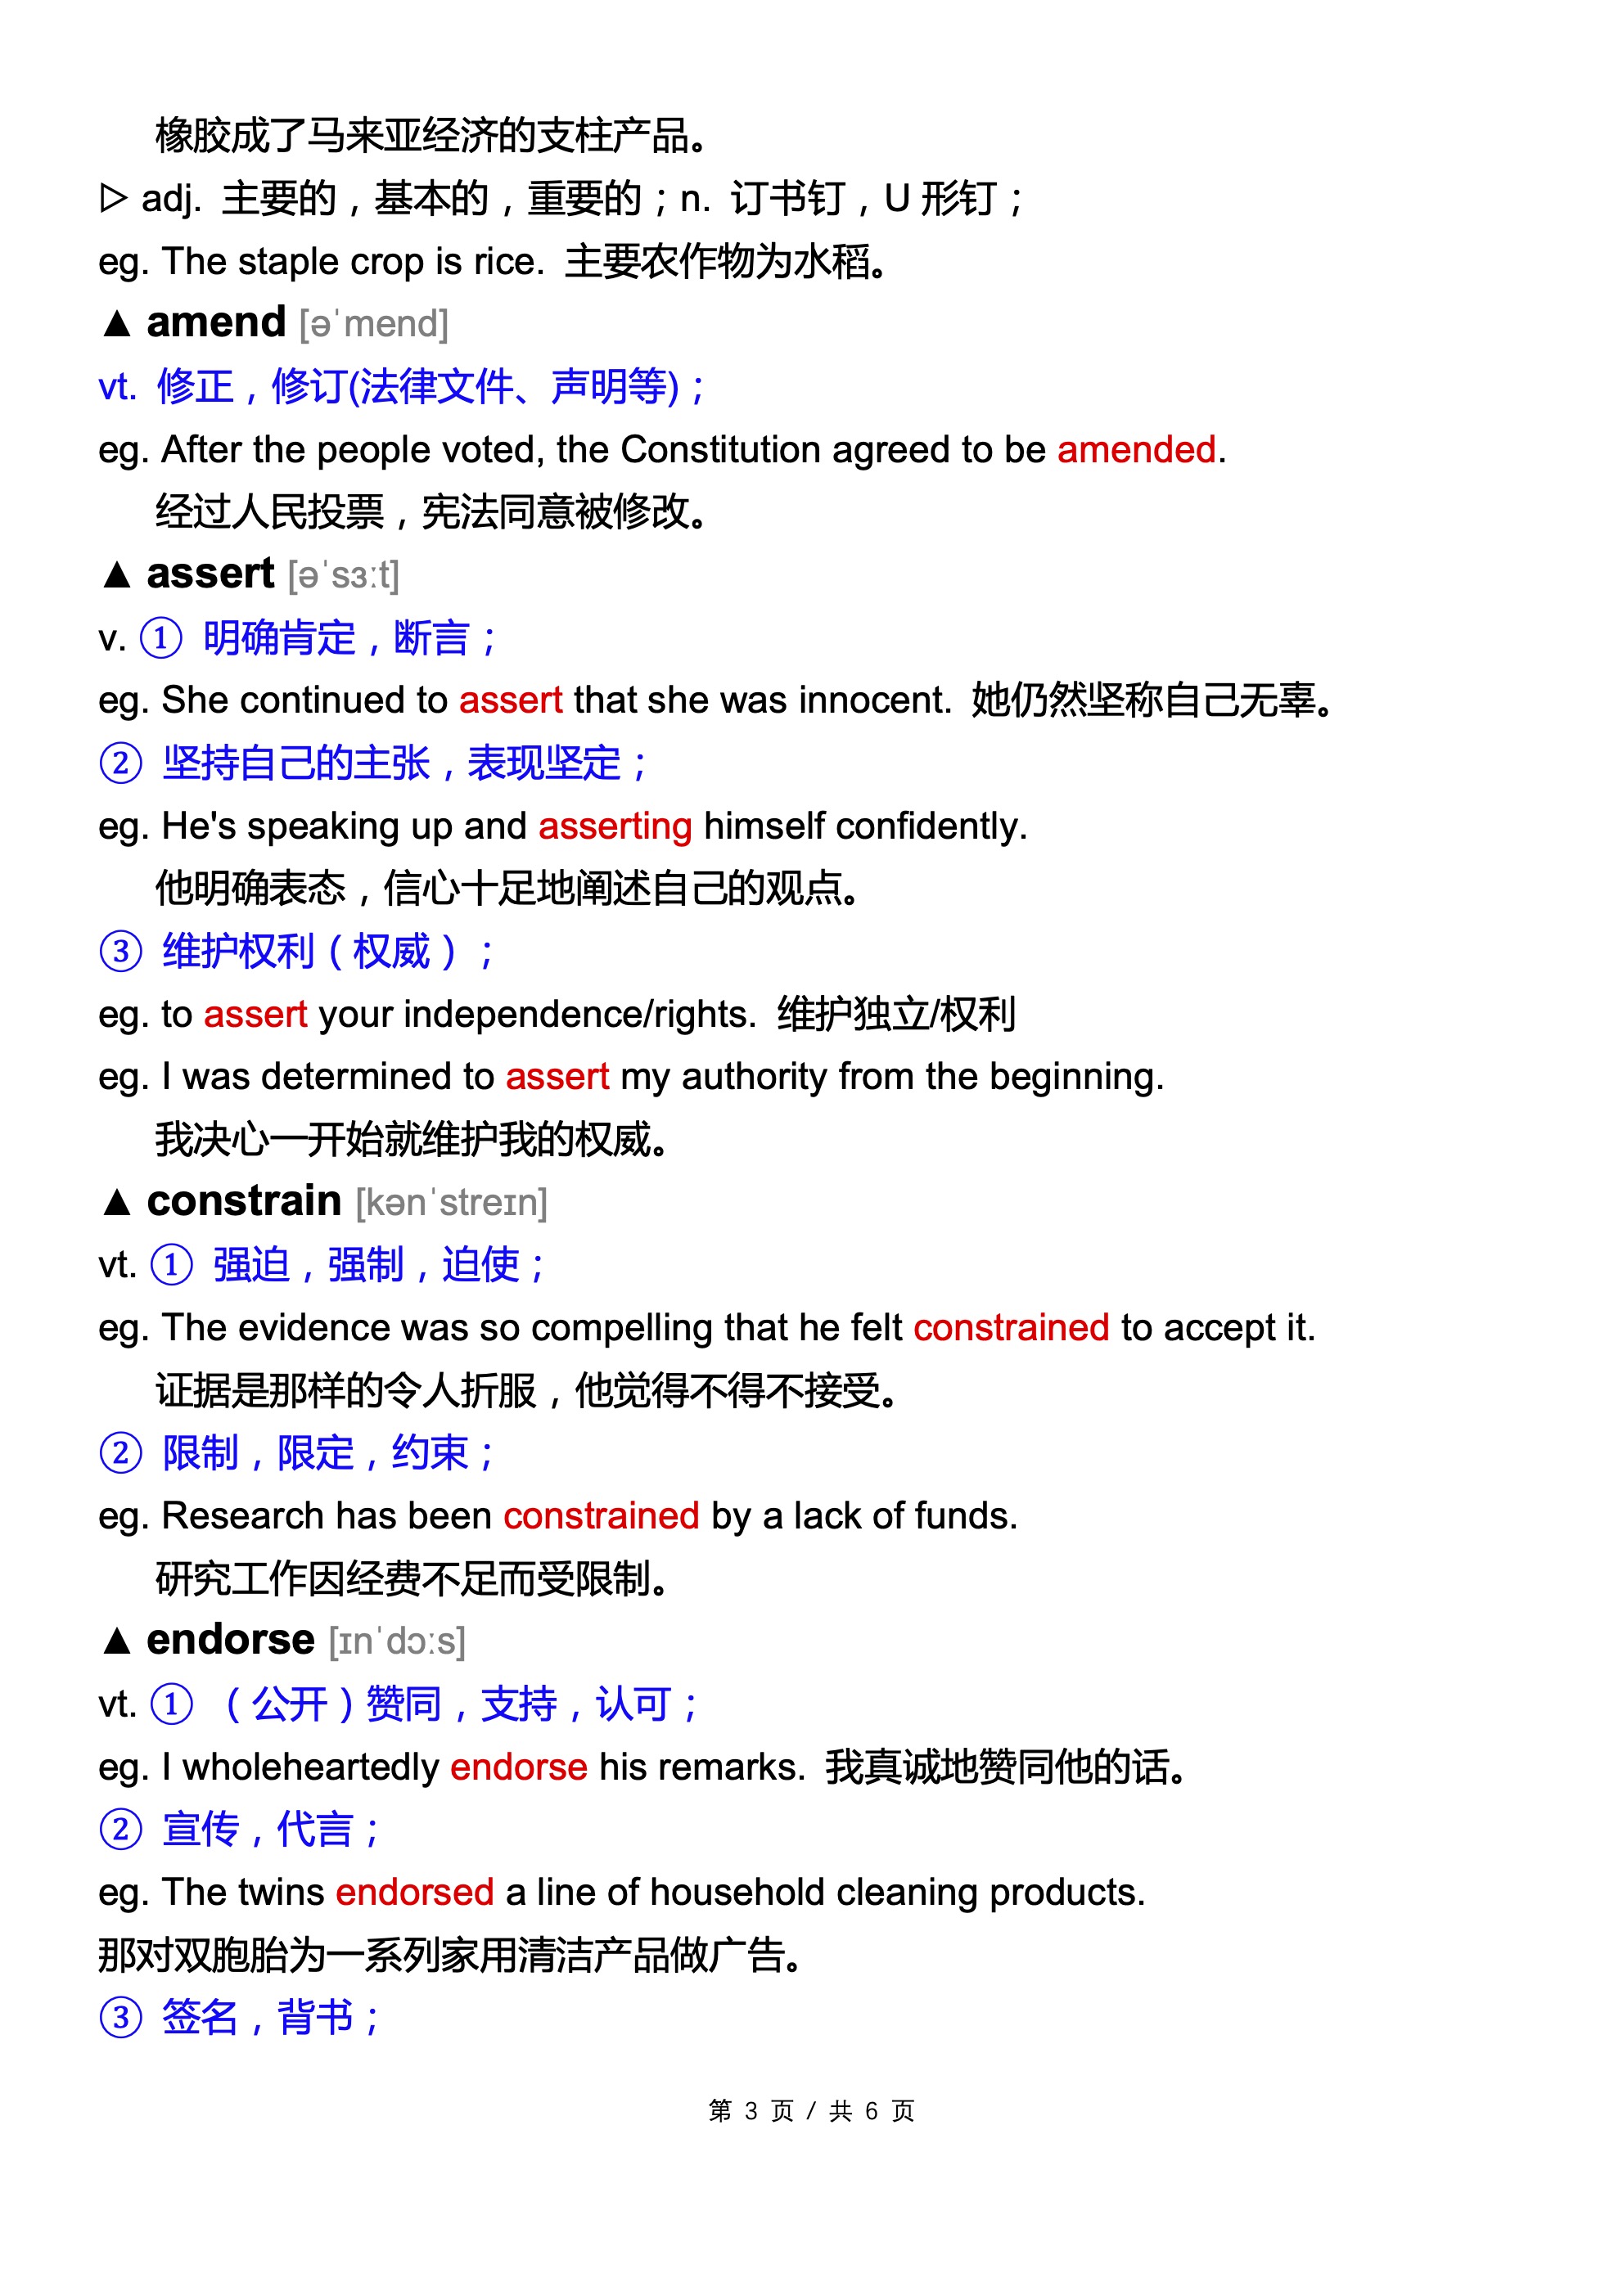 橡胶成了马来亚经济的支柱产品。
▷ adj. 主要的，基本的，重要的；n. 订书钉，U 形钉；
eg. The staple crop is rice. 主要农作物为水稻。
▲ amend [əˈmend]
vt. 修正，修订(法律文件、声明等)；
eg. After the people voted, the Constitution agreed to be amended.
经过人民投票，宪法同意被修改。
▲ assert [əˈsɜːt]
v. ① 明确肯定，断言；
eg. She continued to assert that she was innocent. 她仍然坚称自己无辜。
② 坚持自己的主张，表现坚定；
eg. He's speaking up and asserting himself confidently.
他明确表态，信心十足地阐述自己的观点。
③ 维护权利（权威）；
eg. to assert your independence/rights. 维护独立/权利
eg. I was determined to assert my authority from the beginning.
我决心一开始就维护我的权威。
▲ constrain [kənˈstreɪn]
vt. ① 强迫，强制，迫使；
eg. The evidence was so compelling that he felt constrained to accept it.
证据是那样的令人折服，他觉得不得不接受。
② 限制，限定，约束；
eg. Research has been constrained by a lack of funds.
研究工作因经费不足而受限制。
▲ endorse [ɪnˈdɔːs]
vt. ① （公开）赞同，支持，认可；
eg. I wholeheartedly endorse his remarks. 我真诚地赞同他的话。
② 宣传，代言；
eg. The twins endorsed a line of household cleaning products.
那对双胞胎为一系列家用清洁产品做广告。
③ 签名，背书；
第 3 页 / 共 6 页